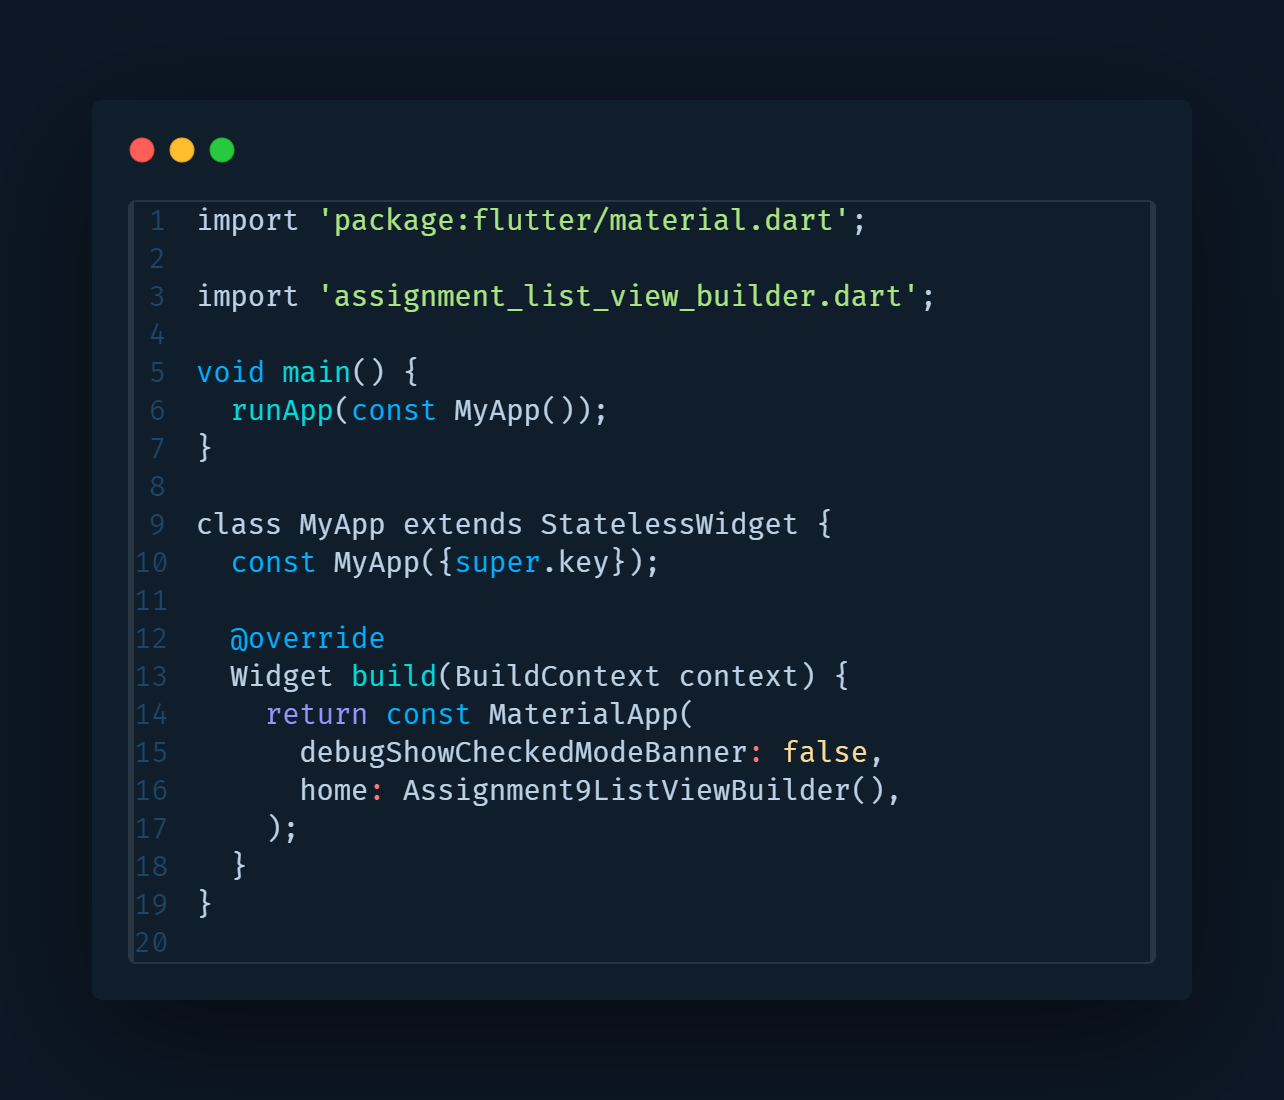 1 import 'package:flutter/material.dart';
2
3 import 'assignment_list_view_builder.dart';
4
5 void main() {
6   runApp(const MyApp());
7 }
8
9 class MyApp extends StatelessWidget {
10   const MyApp({super.key});
11
12   @override
13   Widget build(BuildContext context) {
14     return const MaterialApp(
15       debugShowCheckedModeBanner: false,
16       home: Assignment9ListViewBuilder(),
17     );
18   }
19 }
20